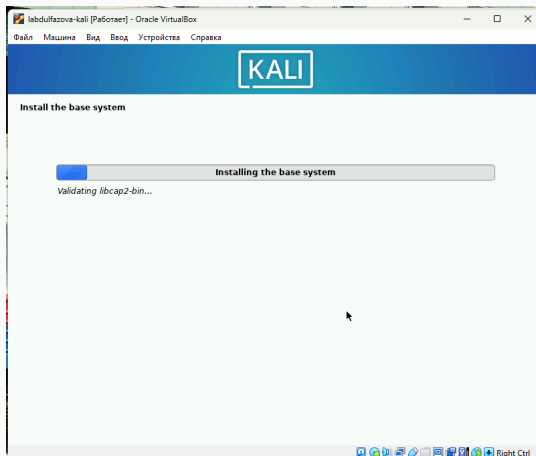 labdulfazova-kali [Работает] - Oracle VirtualBox
Файл Машина Вид Ввод Устройства Справка
KALI
Install the base system
Installing the base system
Validating libcap2-bin...
Right Ctrl